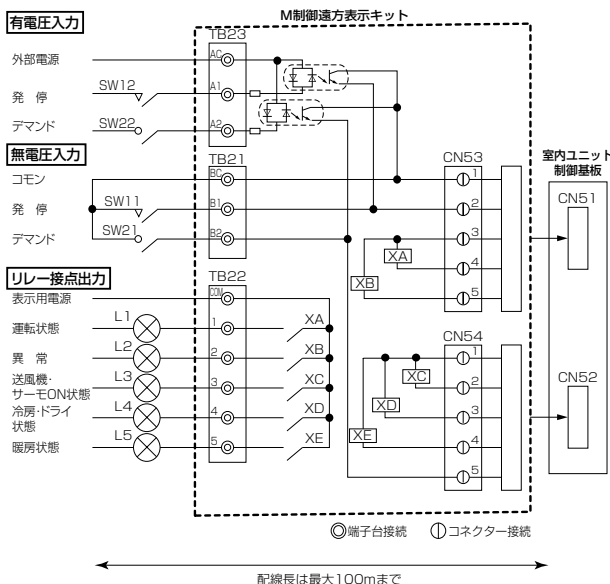 M制御遠方表示キット
有電圧入力
TB23
外部電源
AC
発 停
SW12
A1
デマンド
SW22
A2
無電圧入力
TB21
CN53
室内ユニット
制御基板
コモン
BC
1
CN51
発 停
SW11
B1
2
デマンド
SW21
B2
3
XA
4
XB
5
リレー接点出力
TB22
表示用電源
COM
運転状態
L1
1
XA
CN54
異 常
L2
2
XB
1
送風機・
サーモON状態
L3
3
XC
XC
2
CN52
冷房・ドライ
状態
L4
4
XD
XD
3
暖房状態
L5
5
XE
XE
4
5
端子台接続
コネクター接続
配線長は最大100mまで